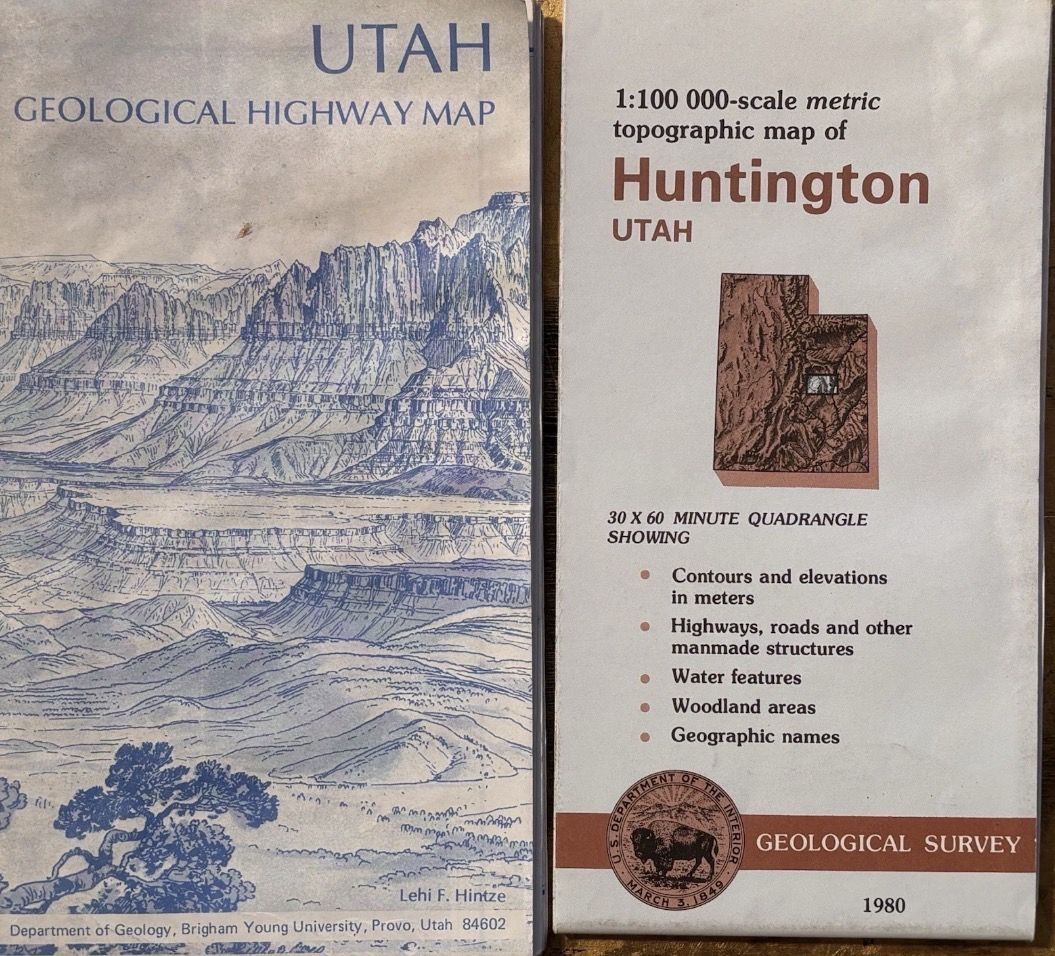 UTAH
GEOLOGICAL HIGHWAY MAP
Lehi F. Hintze
Department of Geology, Brigham Young University, Provo, Utah 84602
1:100 000-scale metric
topographic map of
Huntington
UTAH
30 X 60 MINUTE QUADRANGLE
SHOWING
Contours and elevations
in meters
Highways, roads and other
manmade structures
Water features
Woodland areas
Geographic names
U.S. DEPARTMENT OF THE INTERIOR
MARCH 3, 1849
GEOLOGICAL SURVEY
1980